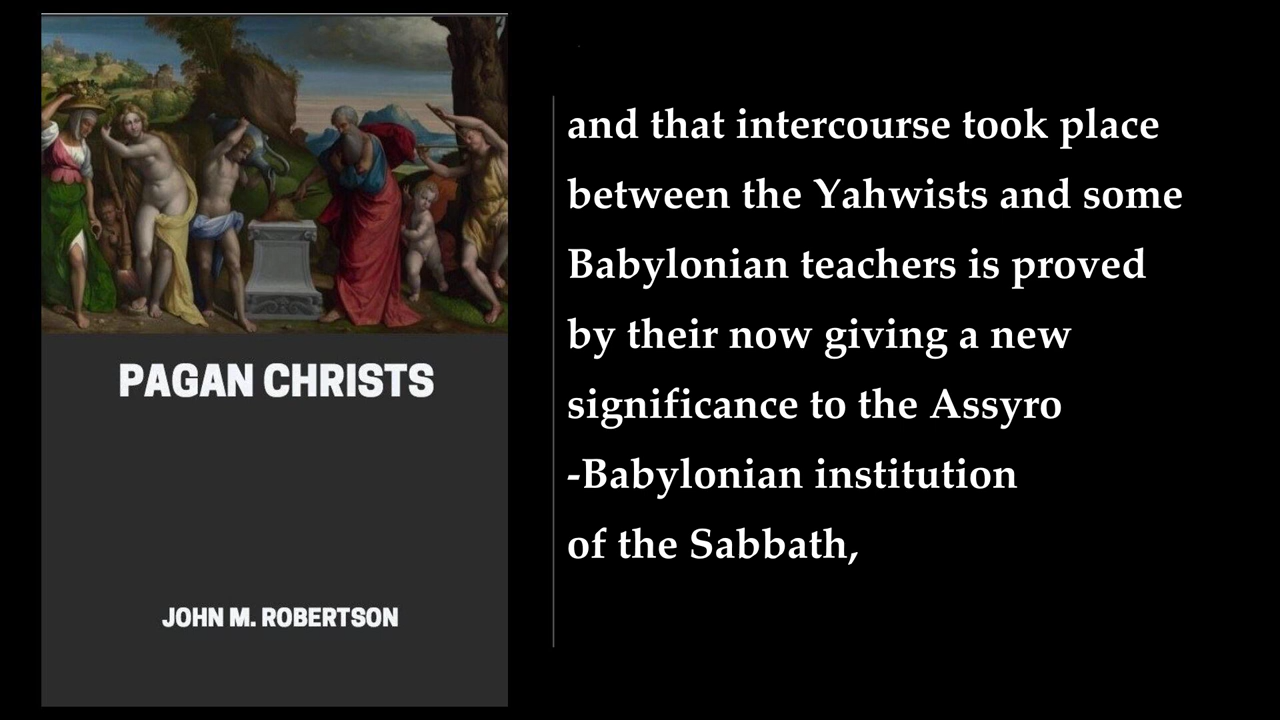 PAGAN CHRISTS
JOHN M. ROBERTSON
and that intercourse took place
between the Yahwists and some
Babylonian teachers is proved
by their now giving a new
significance to the Assyro
-Babylonian institution
of the Sabbath,